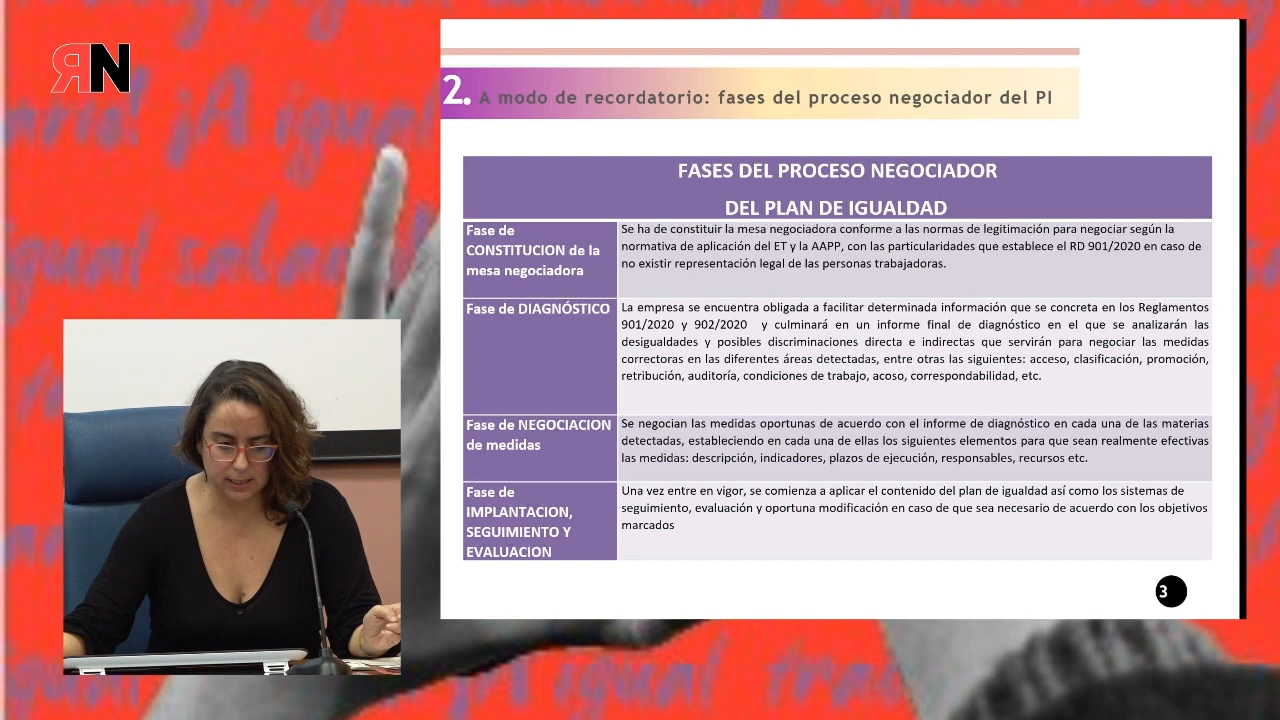 ЯN
2. A modo de recordatorio: fases del proceso negociador del PI
FASES DEL PROCESO NEGOCIADOR
DEL PLAN DE IGUALDAD
Fase de
CONSTITUCION de la
mesa negociadora
Se ha de constituir la mesa negociadora conforme a las normas de legitimación para negociar según la
normativa de aplicación del ET y la AAPP, con las particularidades que establece el RD 901/2020 en caso de
no existir representación legal de las personas trabajadoras.
Fase de DIAGNÓSTICO
La empresa se encuentra obligada a facilitar determinada información que se concreta en los Reglamentos
901/2020 y 902/2020 y culminará en un informe final de diagnóstico en el que se analizarán las
desigualdades y posibles discriminaciones directa e indirectas que servirán para negociar las medidas
correctoras en las diferentes áreas detectadas, entre otras las siguientes: acceso, clasificación, promoción,
retribución, auditoría, condiciones de trabajo, acoso, correspondabilidad, etc.
Fase de NEGOCIACION
de medidas
Se negocian las medidas oportunas de acuerdo con el informe de diagnóstico en cada una de las materias
detectadas, estableciendo en cada una de ellas los siguientes elementos para que sean realmente efectivas
las medidas: descripción, indicadores, plazos de ejecución, responsables, recursos etc.
Fase de
IMPLANTACION,
SEGUIMIENTO Y
EVALUACION
Una vez entre en vigor, se comienza a aplicar el contenido del plan de igualdad así como los sistemas de
seguimiento, evaluación y oportuna modificación en caso de que sea necesario de acuerdo con los objetivos
marcados
3
¡A igual
igual
¡A igual